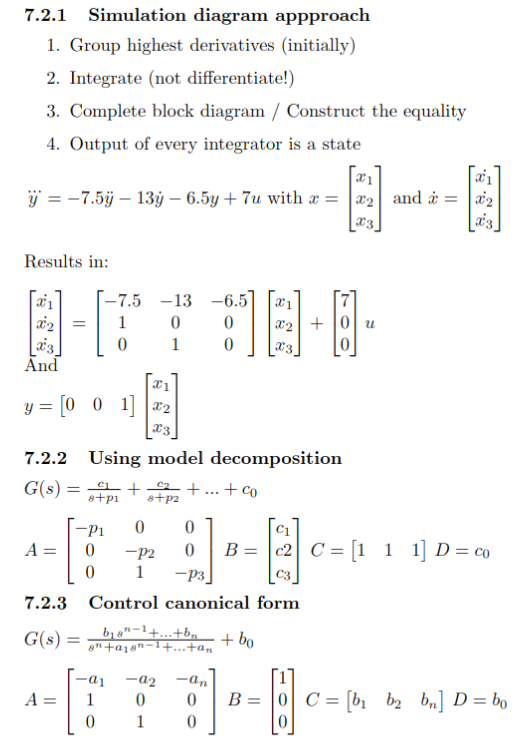 7.2.1 Simulation diagram appproach
1. Group highest derivatives (initially)
2. Integrate (not differentiate!)
3. Complete block diagram / Construct the equality
4. Output of every integrator is a state
$\dddot{y} = -7.5\ddot{y} - 13\dot{y} - 6.5y + 7u$ with $x = \begin{bmatrix} x_1 \\ x_2 \\ x_3 \end{bmatrix}$ and $\dot{x} = \begin{bmatrix} \dot{x_1} \\ \dot{x_2} \\ \dot{x_3} \end{bmatrix}$
Results in:
$\begin{bmatrix} \dot{x_1} \\ \dot{x_2} \\ \dot{x_3} \end{bmatrix} = \begin{bmatrix} -7.5 & -13 & -6.5 \\ 1 & 0 & 0 \\ 0 & 1 & 0 \end{bmatrix} \begin{bmatrix} x_1 \\ x_2 \\ x_3 \end{bmatrix} + \begin{bmatrix} 7 \\ 0 \\ 0 \end{bmatrix} u$
And
$y = \begin{bmatrix} 0 & 0 & 1 \end{bmatrix} \begin{bmatrix} x_1 \\ x_2 \\ x_3 \end{bmatrix}$
7.2.2 Using model decomposition
$G(s) = \frac{c_1}{s+p_1} + \frac{c_2}{s+p_2} + ... + c_0$
$A = \begin{bmatrix} -p_1 & 0 & 0 \\ 0 & -p_2 & 0 \\ 0 & 1 & -p_3 \end{bmatrix} B = \begin{bmatrix} c_1 \\ c2 \\ c_3 \end{bmatrix} C = \begin{bmatrix} 1 & 1 & 1 \end{bmatrix} D = c_0$
7.2.3 Control canonical form
$G(s) = \frac{b_1 s^{n-1}+...+b_n}{s^n+a_1 s^{n-1}+...+a_n} + b_0$
$A = \begin{bmatrix} -a_1 & -a_2 & -a_n \\ 1 & 0 & 0 \\ 0 & 1 & 0 \end{bmatrix} B = \begin{bmatrix} 1 \\ 0 \\ 0 \end{bmatrix} C = \begin{bmatrix} b_1 & b_2 & b_n \end{bmatrix} D = b_0$